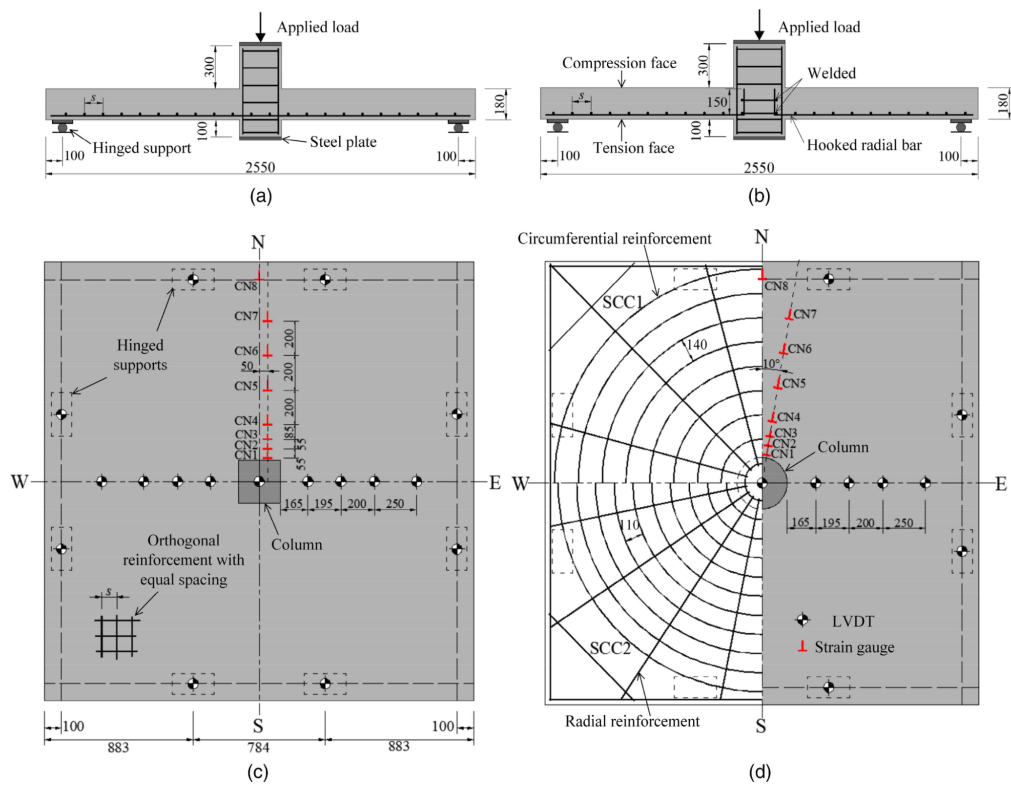 Applied load
300
s
180
100
Hinged support
Steel plate
100
100
2550
(a)
Applied load
Compression face
300
Welded
s
150
180
100
Hooked radial bar
100
Tension face
100
2550
(b)
N
CN8
CN7
200
Hinged
supports
CN6
50
200
CN5
200
CN4
CN3
85
CN2
55
CN1
55
W
E
165
195
200
250
Column
Orthogonal
reinforcement with
equal spacing
s
100
S
100
883
784
883
(c)
Circumferential reinforcement
N
SCC1
CN8
CN7
140
CN6
10°
CN5
CN4
CN3
CN2
CN1
Column
W
E
165
195
200
250
110
LVDT
SCC2
Strain gauge
Radial reinforcement
S
(d)